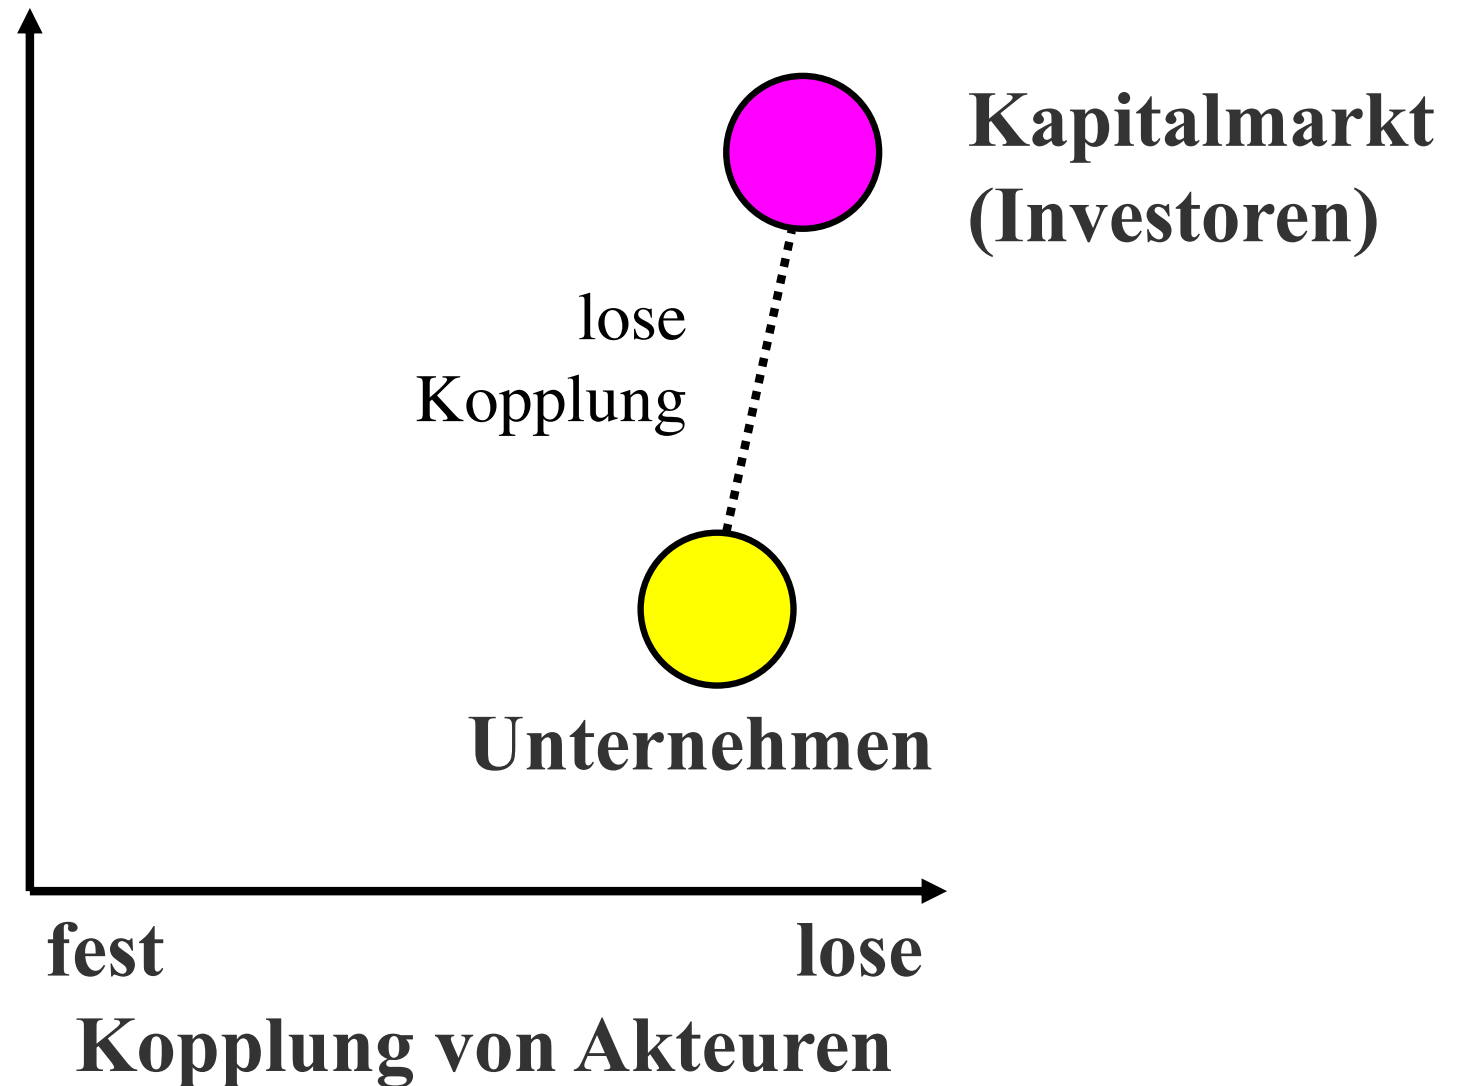 Kapitalmarkt
(Investoren)
lose
Kopplung
Unternehmen
fest lose
Kopplung von Akteuren